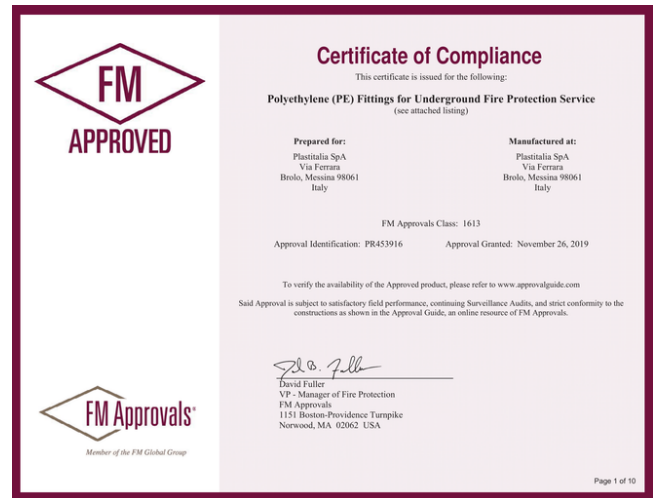 FM
APPROVED
Certificate of Compliance
This certificate is issued for the following:
Polyethylene (PE) Fittings for Underground Fire Protection Service
(see attached listing)
Prepared for:
Plastitalia SpA
Via Ferrara
Brolo, Messina 98061
Italy
Manufactured at:
Plastitalia SpA
Via Ferrara
Brolo, Messina 98061
Italy
FM Approvals Class: 1613
Approval Identification: PR453916 Approval Granted: November 26, 2019
To verify the availability of the Approved product, please refer to www.approvalguide.com
Said Approval is subject to satisfactory field performance, continuing Surveillance Audits, and strict conformity to the
constructions as shown in the Approval Guide, an online resource of FM Approvals.
David Fuller
VP - Manager of Fire Protection
FM Approvals
1151 Boston-Providence Turnpike
Norwood, MA 02062 USA
FM Approvals
Member of the FM Global Group
Page 1 of 10